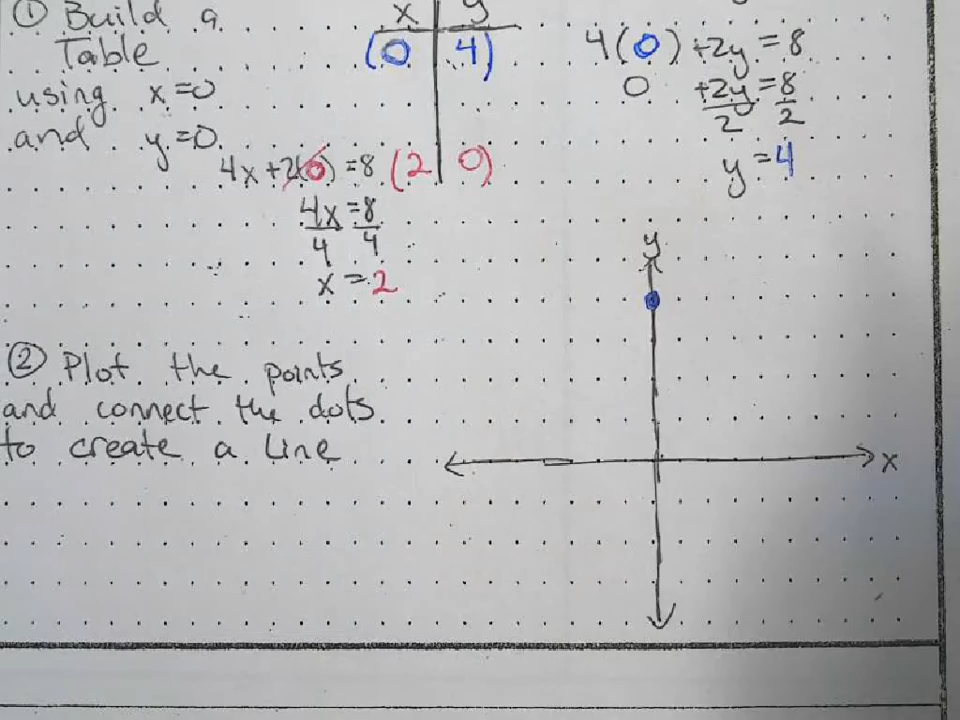 ① Build a
Table
using x=0
and y=0
x y
(0 4)
(2 0)
4(0) +2y = 8
0 +2y = 8
2 2
y = 4
4x +2(0) = 8
4x = 8
4 4
x = 2
② Plot the points
and connect the dots
to create a line
y
x